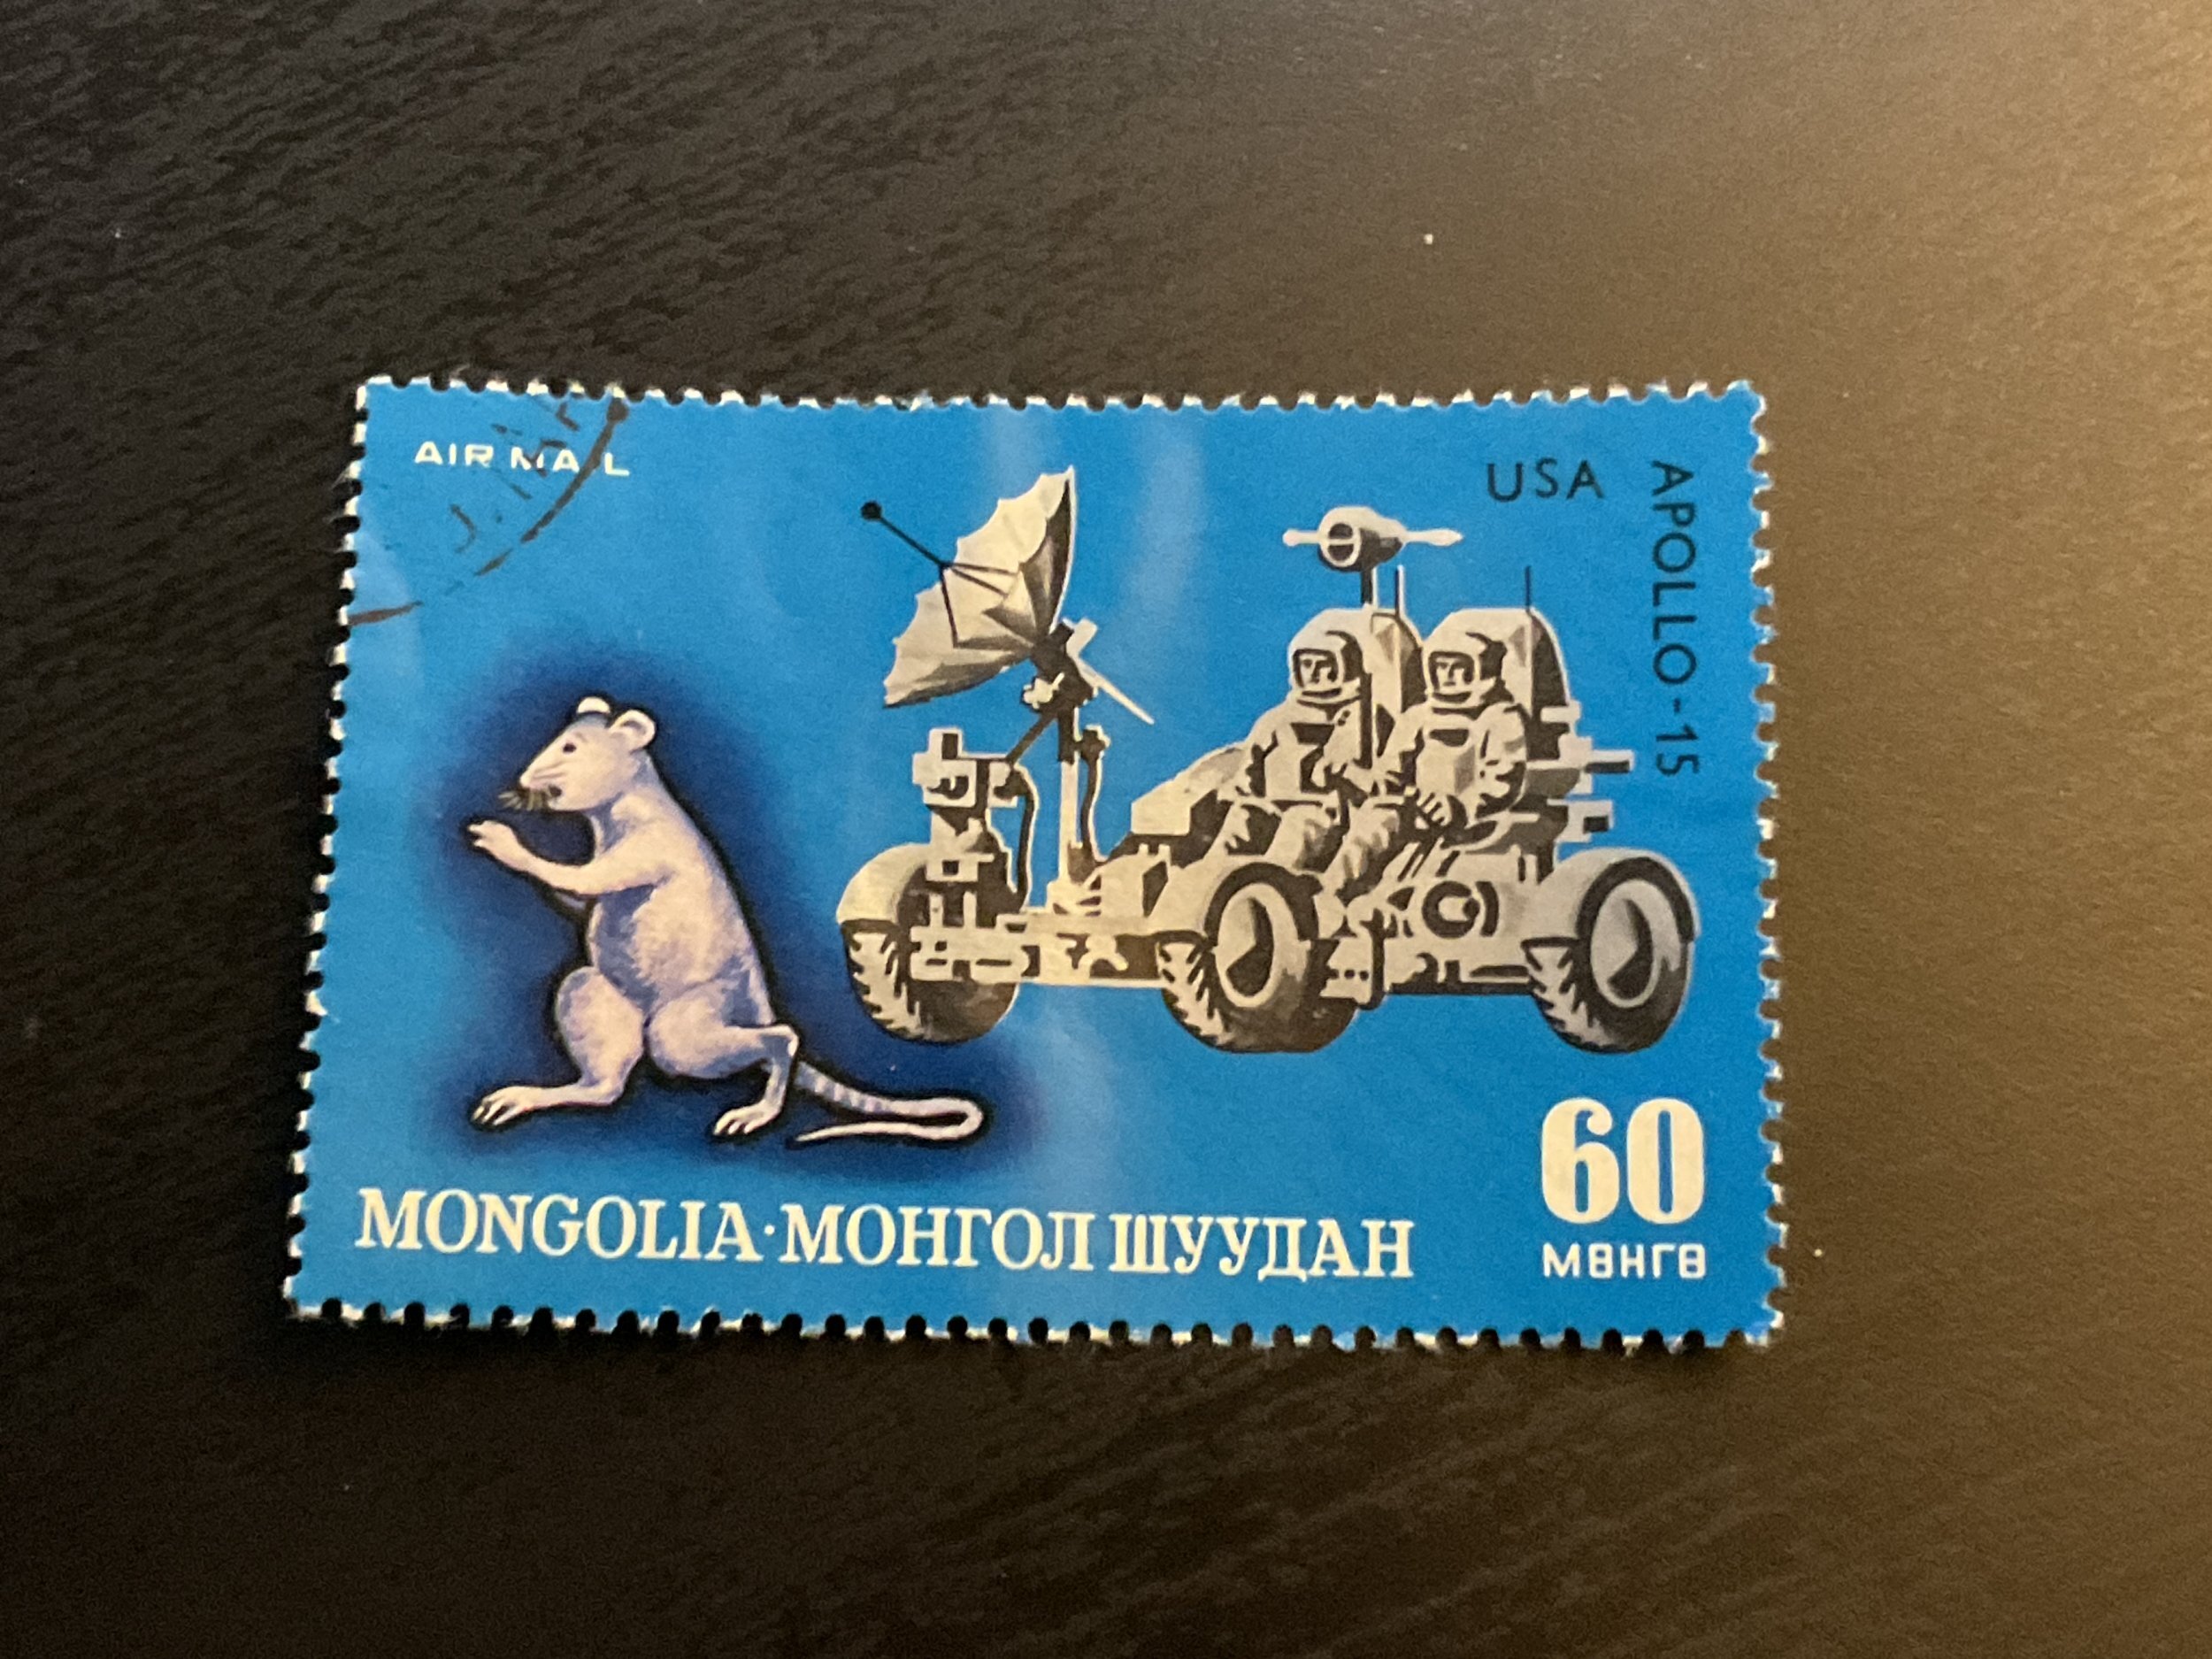 AIR MAIL
USA
APOLLO-15
MONGOLIA·МОНГОЛ ШУУДАН
60
МӨНГӨ